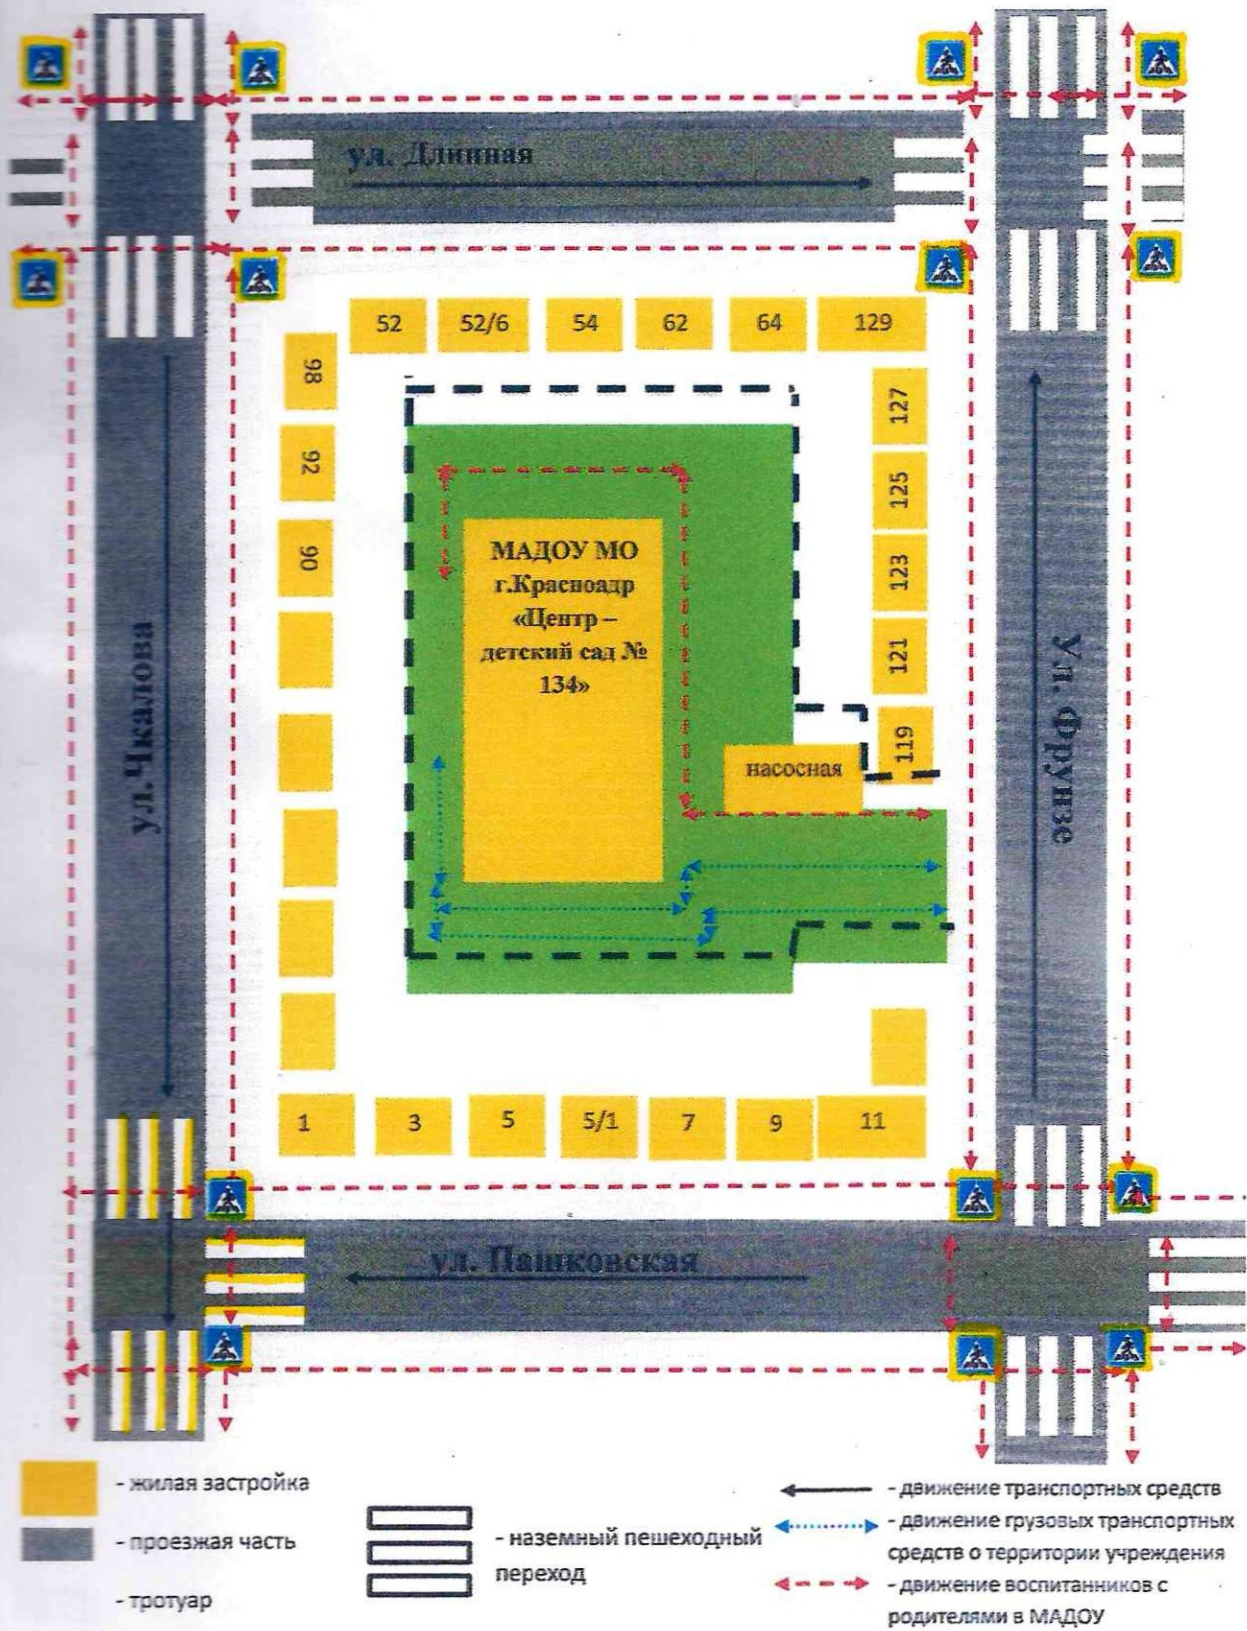 ул. Длинная
52
52/6
54
62
64
129
98
92
90
127
125
123
121
119
МАДОУ МО
г.Красноадр
«Центр –
детский сад №
134»
насосная
ул.Чкалова
Ул. Фрунзе
1
3
5
5/1
7
9
11
ул. Пашковская
- жилая застройка
- проезжая часть
- тротуар
- наземный пешеходный
переход
- движение транспортных средств
- движение грузовых транспортных
средств о территории учреждения
- движение воспитанников с
родителями в МАДОУ